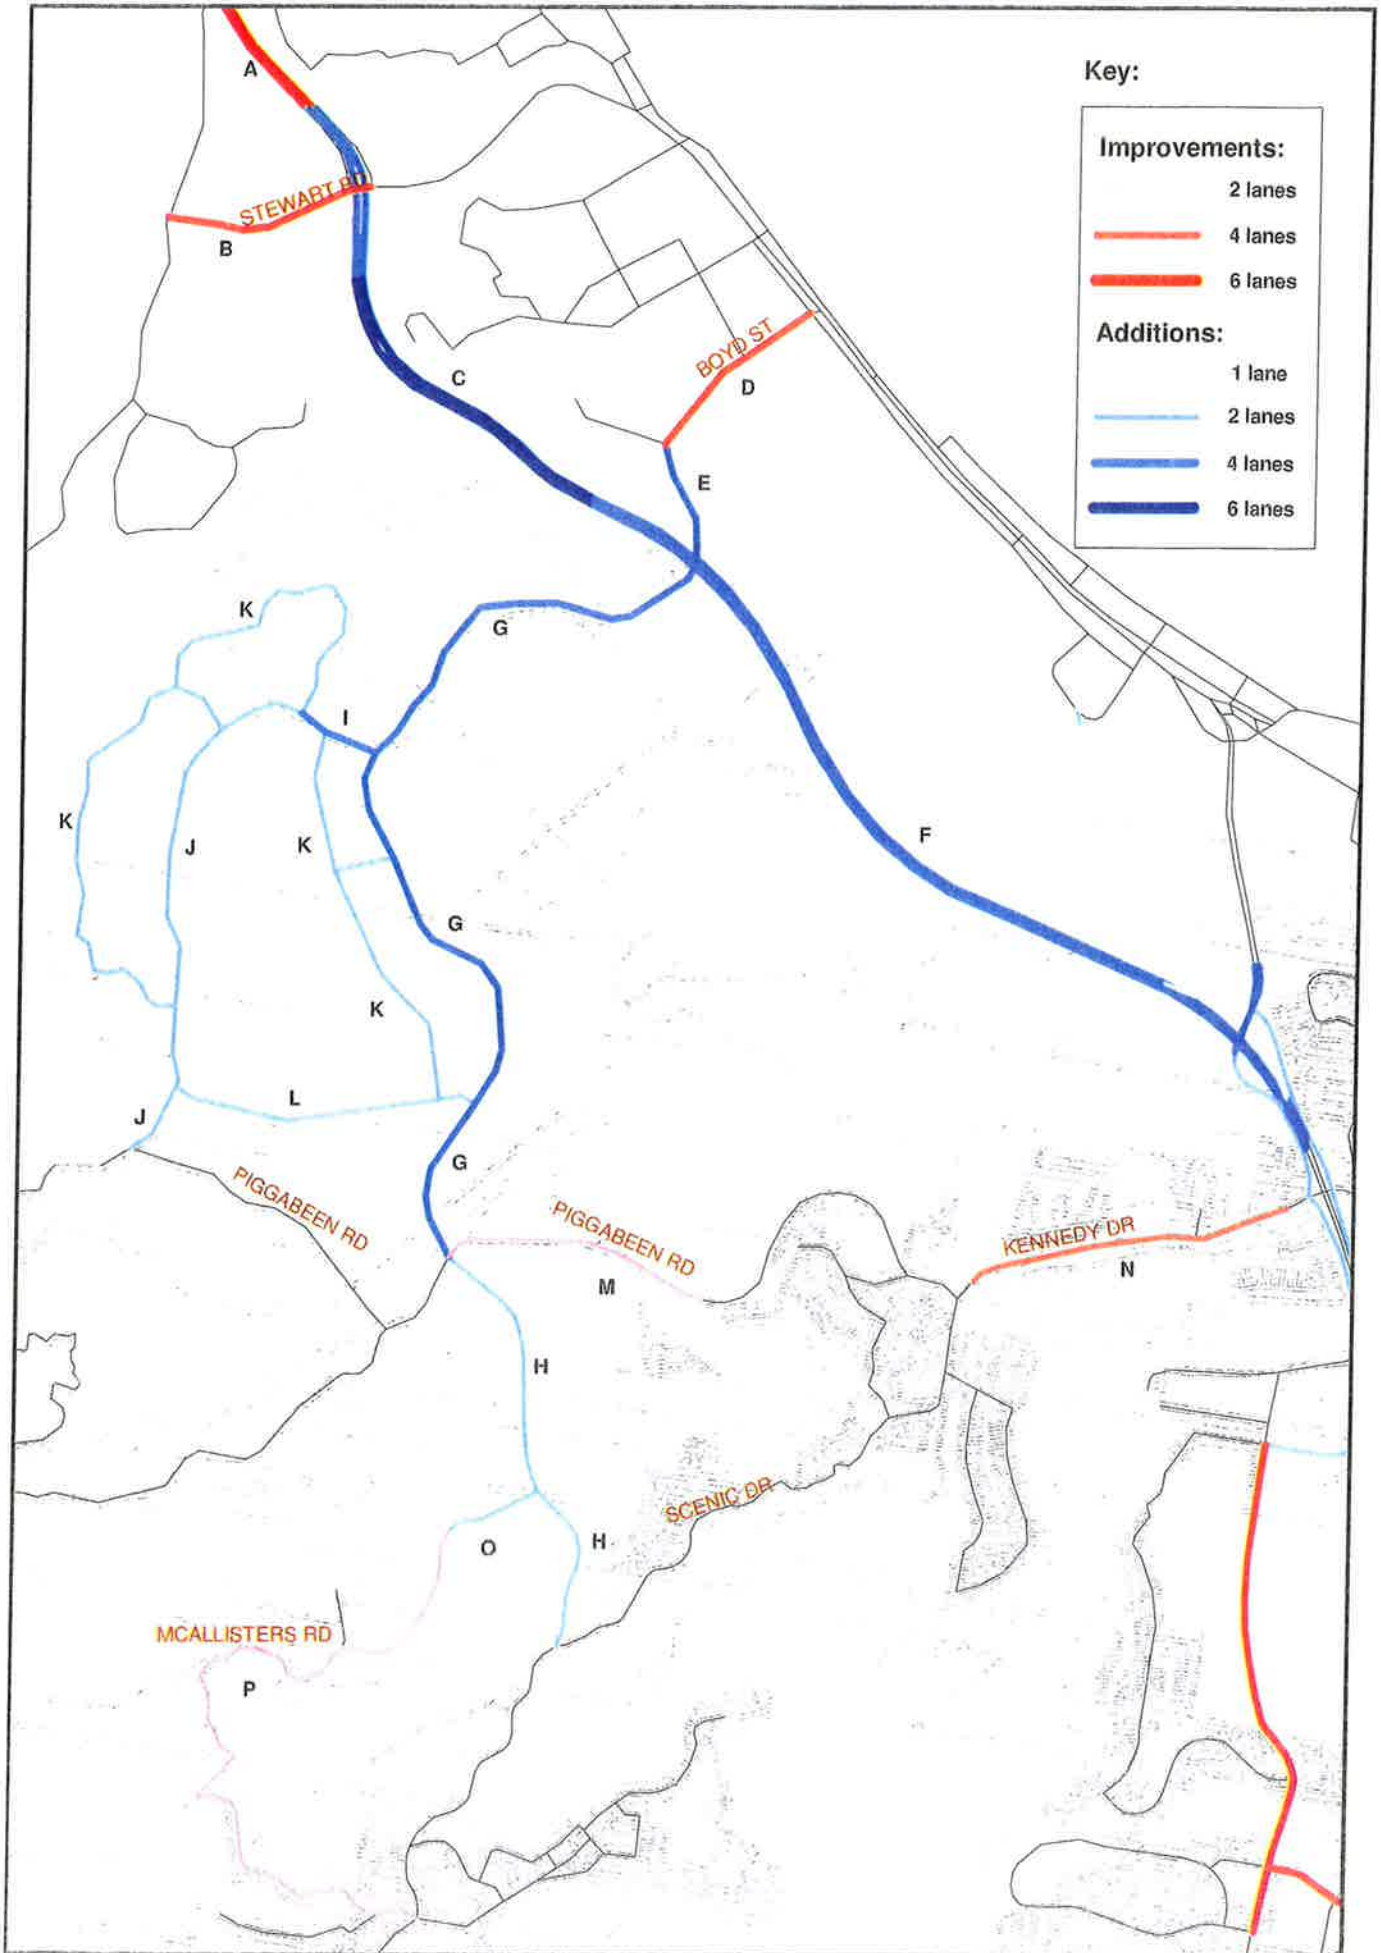 Key:
A
Improvements:
2 lanes
STEWART RD
4 lanes
B
6 lanes
Additions:
BOYD ST
1 lane
C
D
2 lanes
4 lanes
E
6 lanes
K
G
I
K
J
K
F
G
K
L
J
G
PIGGABEEN RD
PIGGABEEN RD
KENNEDY DR
M
N
H
SCENIC DR
O
H
MCALLISTERS RD
P